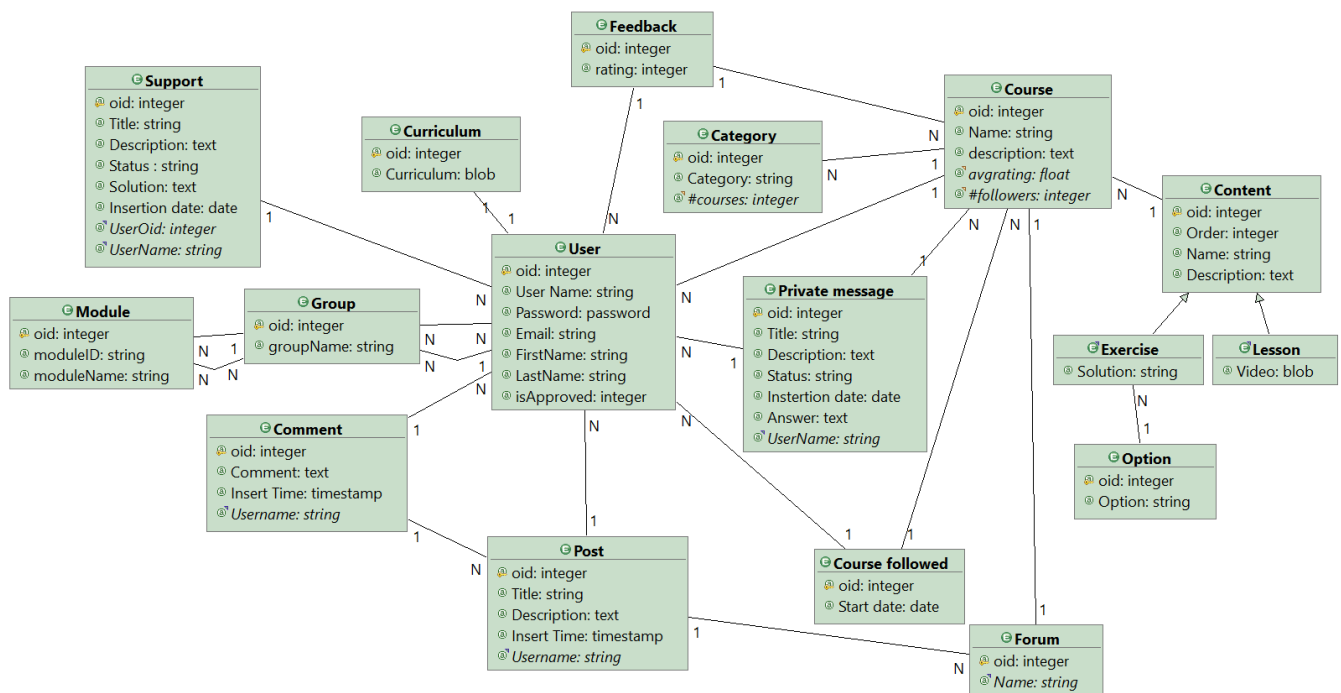 Feedback
oid: integer
rating: integer
Support
oid: integer
Title: string
Description: text
Status : string
Solution: text
Insertion date: date
UserOid: integer
UserName: string
Curriculum
oid: integer
Curriculum: blob
Category
oid: integer
Category: string
#courses: integer
Course
oid: integer
Name: string
description: text
avgrating: float
#followers: integer
Content
oid: integer
Order: integer
Name: string
Description: text
User
oid: integer
User Name: string
Password: password
Email: string
FirstName: string
LastName: string
isApproved: integer
Module
oid: integer
moduleID: string
moduleName: string
Group
oid: integer
groupName: string
Private message
oid: integer
Title: string
Description: text
Status: string
Instertion date: date
Answer: text
UserName: string
Exercise
Solution: string
Lesson
Video: blob
Comment
oid: integer
Comment: text
Insert Time: timestamp
Username: string
Option
oid: integer
Option: string
Post
oid: integer
Title: string
Description: text
Insert Time: timestamp
Username: string
Course followed
oid: integer
Start date: date
Forum
oid: integer
Name: string
1
N
1
N
N
1
1
N
1
1
1
N
1
N
N
1
N
1
N
N
N
N
N
1
N
1
N
N
N
1
N
1
N
1
N
1
N
1
N
1
N
1
1
1
N
1
N